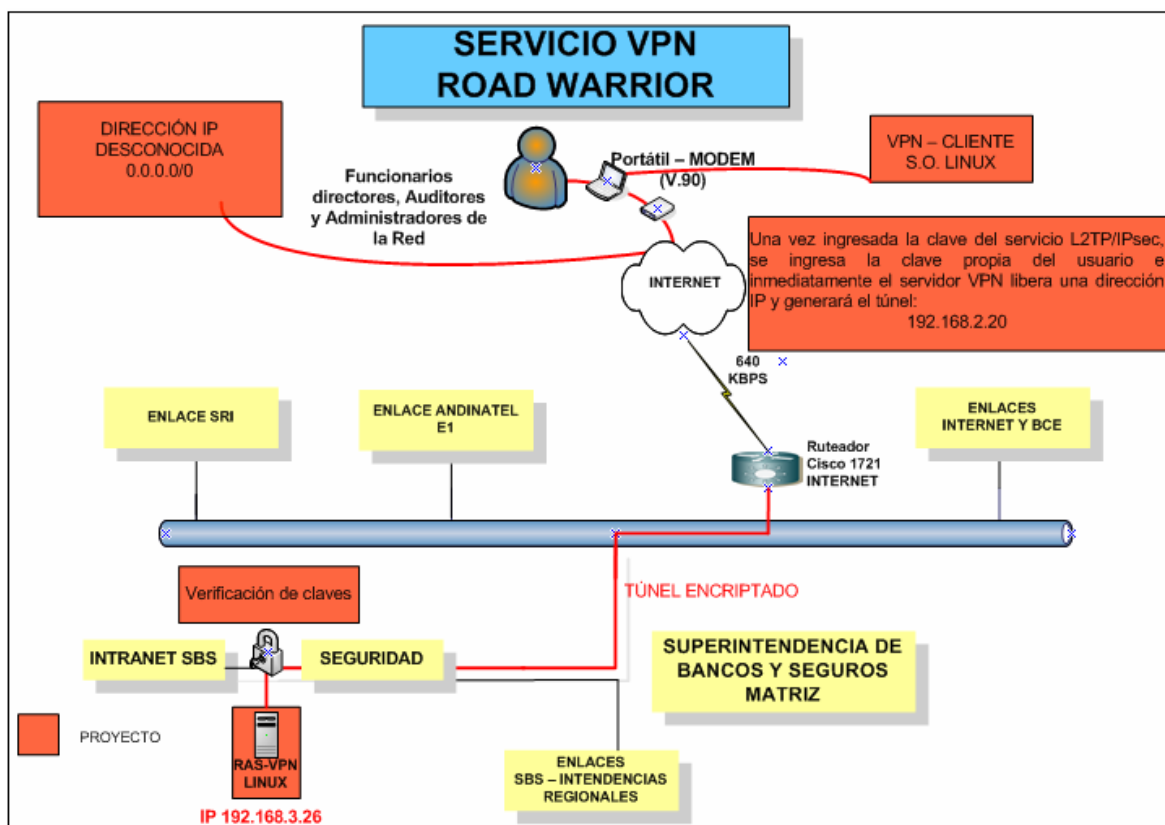 SERVICIO VPN
ROAD WARRIOR
DIRECCIÓN IP
DESCONOCIDA
0.0.0.0/0
Funcionarios
directores, Auditores
y Administradores de
la Red
Portátil – MODEM
(V.90)
VPN – CLIENTE
S.O. LINUX
INTERNET
Una vez ingresada la clave del servicio L2TP/IPsec,
se ingresa la clave propia del usuario e
inmediatamente el servidor VPN libera una dirección
IP y generará el túnel:
192.168.2.20
640
KBPS
ENLACE SRI
ENLACE ANDINATEL
E1
Ruteador
Cisco 1721
INTERNET
ENLACES
INTERNET Y BCE
TÚNEL ENCRIPTADO
Verificación de claves
INTRANET SBS
SEGURIDAD
SUPERINTENDENCIA DE
BANCOS Y SEGUROS
MATRIZ
PROYECTO
RAS-VPN
LINUX
IP 192.168.3.26
ENLACES
SBS – INTENDENCIAS
REGIONALES